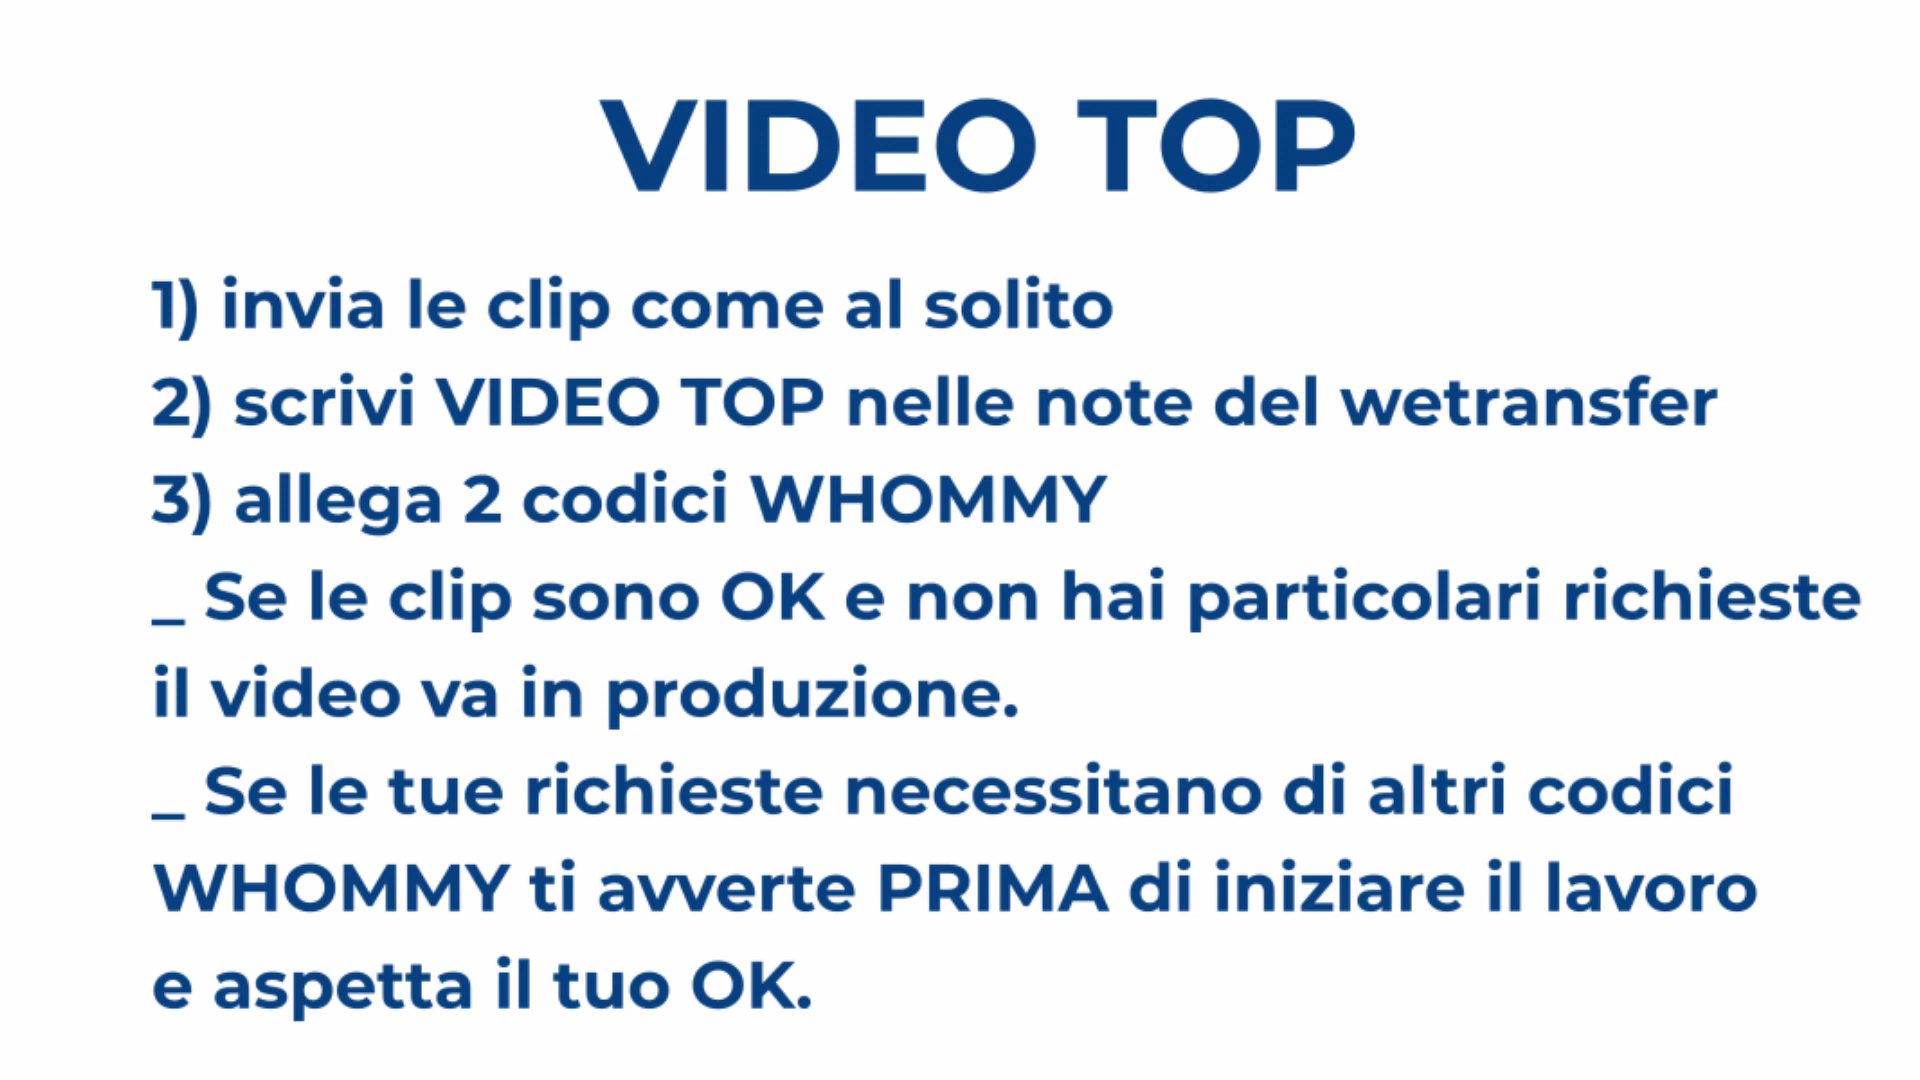 VIDEO TOP
1) invia le clip come al solito
2) scrivi VIDEO TOP nelle note del wetransfer
3) allega 2 codici WHOMMY
_ Se le clip sono OK e non hai particolari richieste
il video va in produzione.
_ Se le tue richieste necessitano di altri codici
WHOMMY ti avverte PRIMA di iniziare il lavoro
e aspetta il tuo OK.